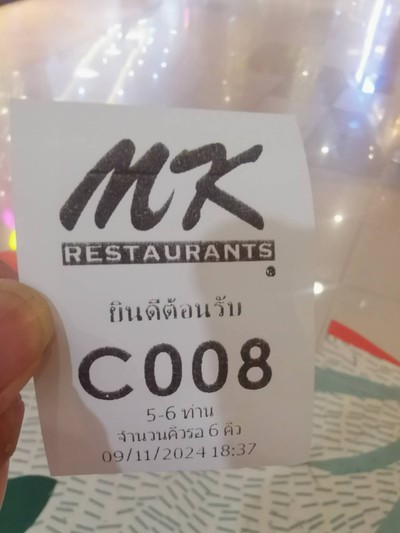 MK
RESTAURANTS
®
ยินดีต้อนรับ
C008
5-6 ท่าน
จำนวนคิวรอ 6 คิว
09/11/2024 18:37